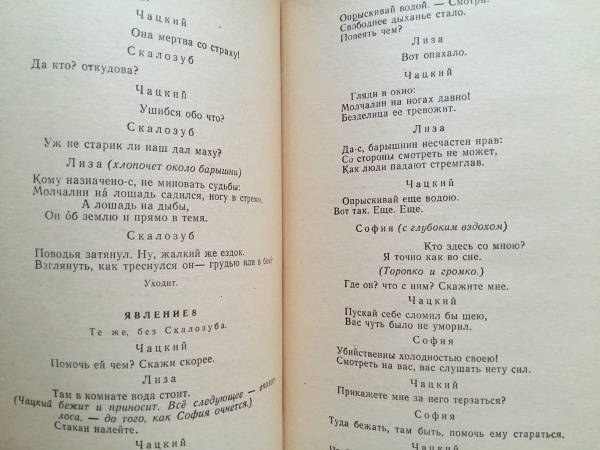 Чацкий
Она мертва со страху!
Скалозуб
Да кто? откудова?
Чацкий
Ушибся обо что?
Скалозуб
Уж не старик ли наш дал маху?
Лиза (хлопочет около барышни)
Кому назначено-с, не миновать судьбы:
Молчалин на́ лошадь садился, ногу в стремя,
А лошадь на дыбы,
Он о́б землю и прямо в темя.
Скалозуб
Поводья затянул. Ну, жалкий же ездок.
Взглянуть, как треснулся он — грудью или в бок?
Уходит.
ЯВЛЕНИЕ 8
Те же, без Скалозуба.
Чацкий
Помочь ей чем? Скажи скорее.
Лиза
Там в комнате вода стоит.
(Чацкий бежит и приносит. Всё следующее —
лоса, — до того, как София очнется.)
Стакан налейте.
Чацкий
Опрыскивай водой. — Смотри:
Свободнее дыханье стало.
Повеять чем?
Лиза
Вот опахало.
Чацкий
Гляди в окно:
Молчалин на ногах давно!
Безделица ее тревожит.
Лиза
Да-с, барышнин несчастен нрав:
Со стороны смотреть не может,
Как люди падают стремглав.
Чацкий
Опрыскивай еще водою.
Вот так. Еще. Еще.
София (с глубоким вздохом)
Кто здесь со мною?
Я точно как во сне.
(Торопко и громко.)
Где он? что с ним? Скажите мне.
Чацкий
Пускай себе сломил бы шею,
Вас чуть было не уморил.
София
Убийственны холодностью своею!
Смотреть на вас, вас слушать нету сил.
Чацкий
Прикажете мне за него терзаться?
София
Туда бежать, там быть, помочь ему стараться.
Чацкий